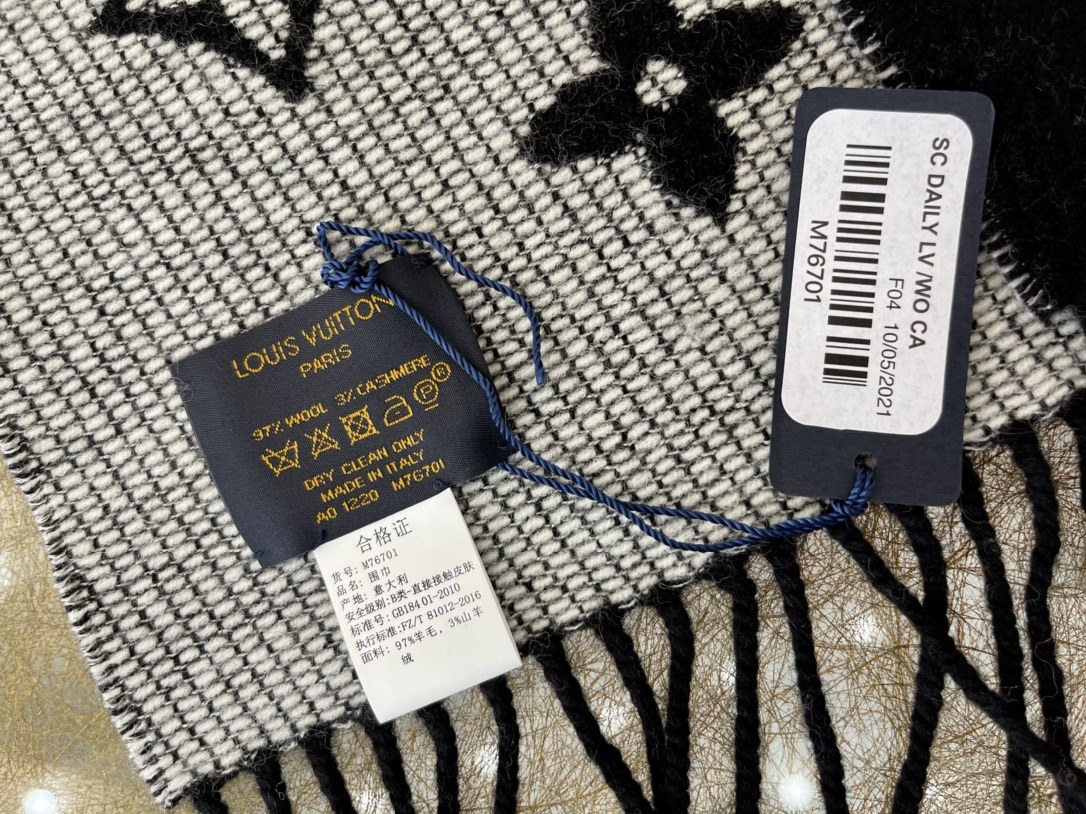 LOUIS VUITTON
PARIS
97% WOOL 3% CASHMERE
P R
DRY CLEAN ONLY
MADE IN ITALY
AO 1220 M76701
合格证
货号: M76701
品名: 围巾
产地: 意大利
安全级别:B类-直接接触皮肤
标准号: GB18401-2010
执行标准:FZ/T 81012-2016
面料: 97%羊毛, 3%山羊
绒
SC DAILY LV /WO CA
F04 10/05/2021
M76701